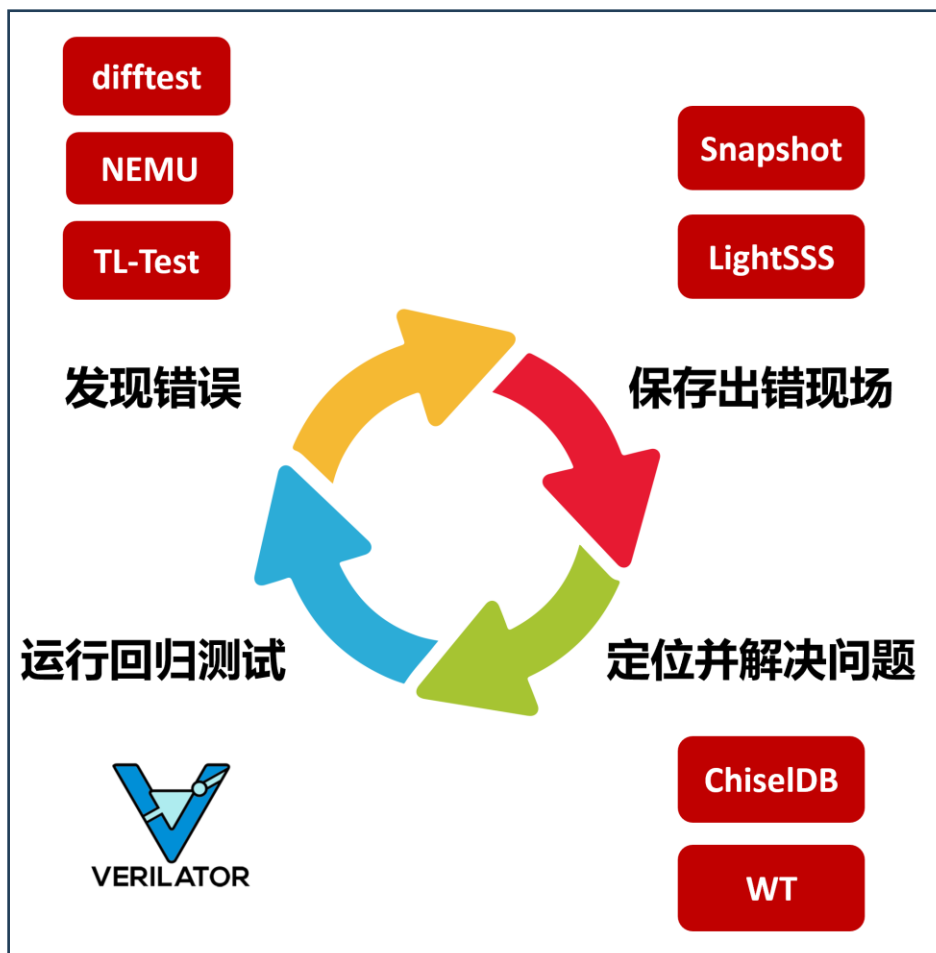 difftest
NEMU
TL-Test
发现错误
Snapshot
LightSSS
保存出错现场
运行回归测试
VERILATOR
定位并解决问题
ChiselDB
WT